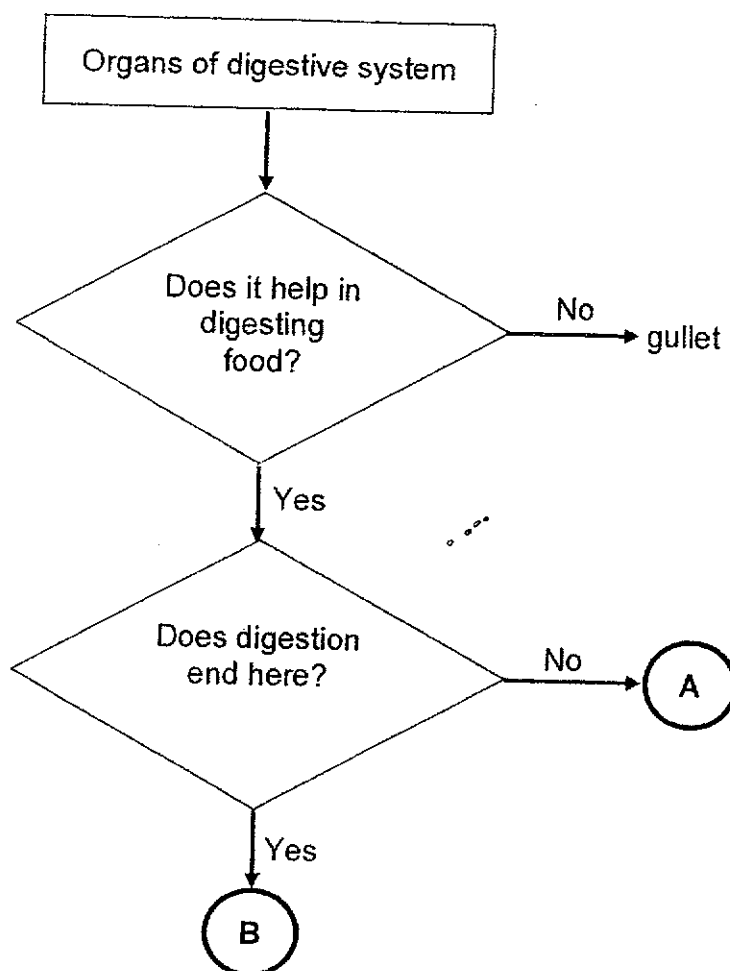 Organs of digestive system
Does it help in
digesting
food?
No
gullet
Yes
Does digestion
end here?
No
A
Yes
B